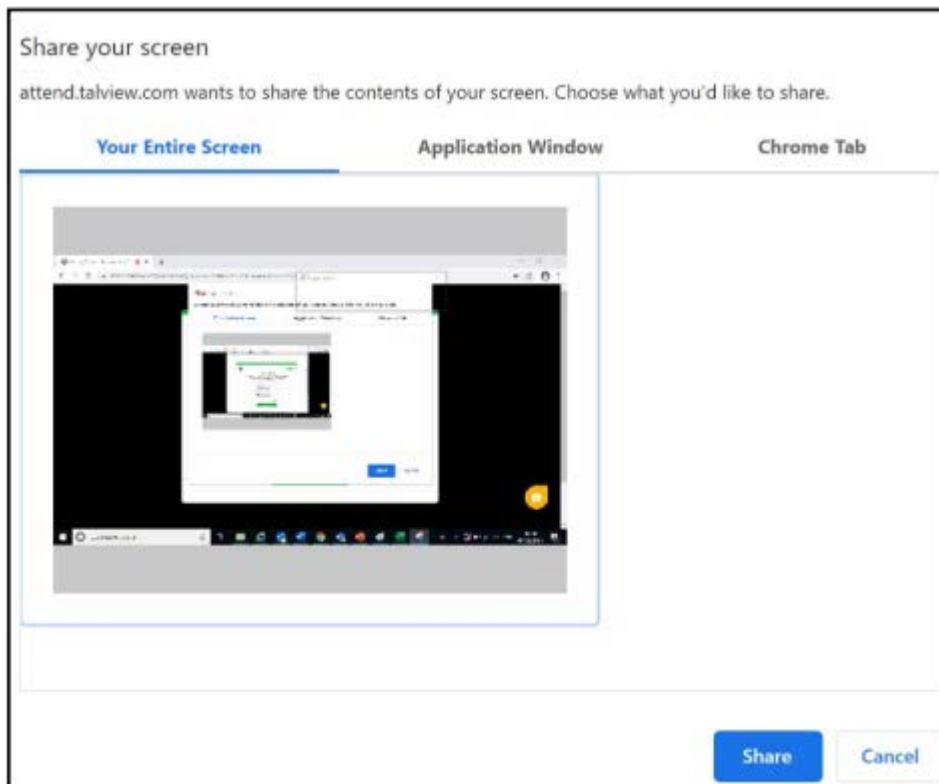 Share your screen
attend.talview.com wants to share the contents of your screen. Choose what you'd like to share.
Your Entire Screen Application Window Chrome Tab
Share Cancel